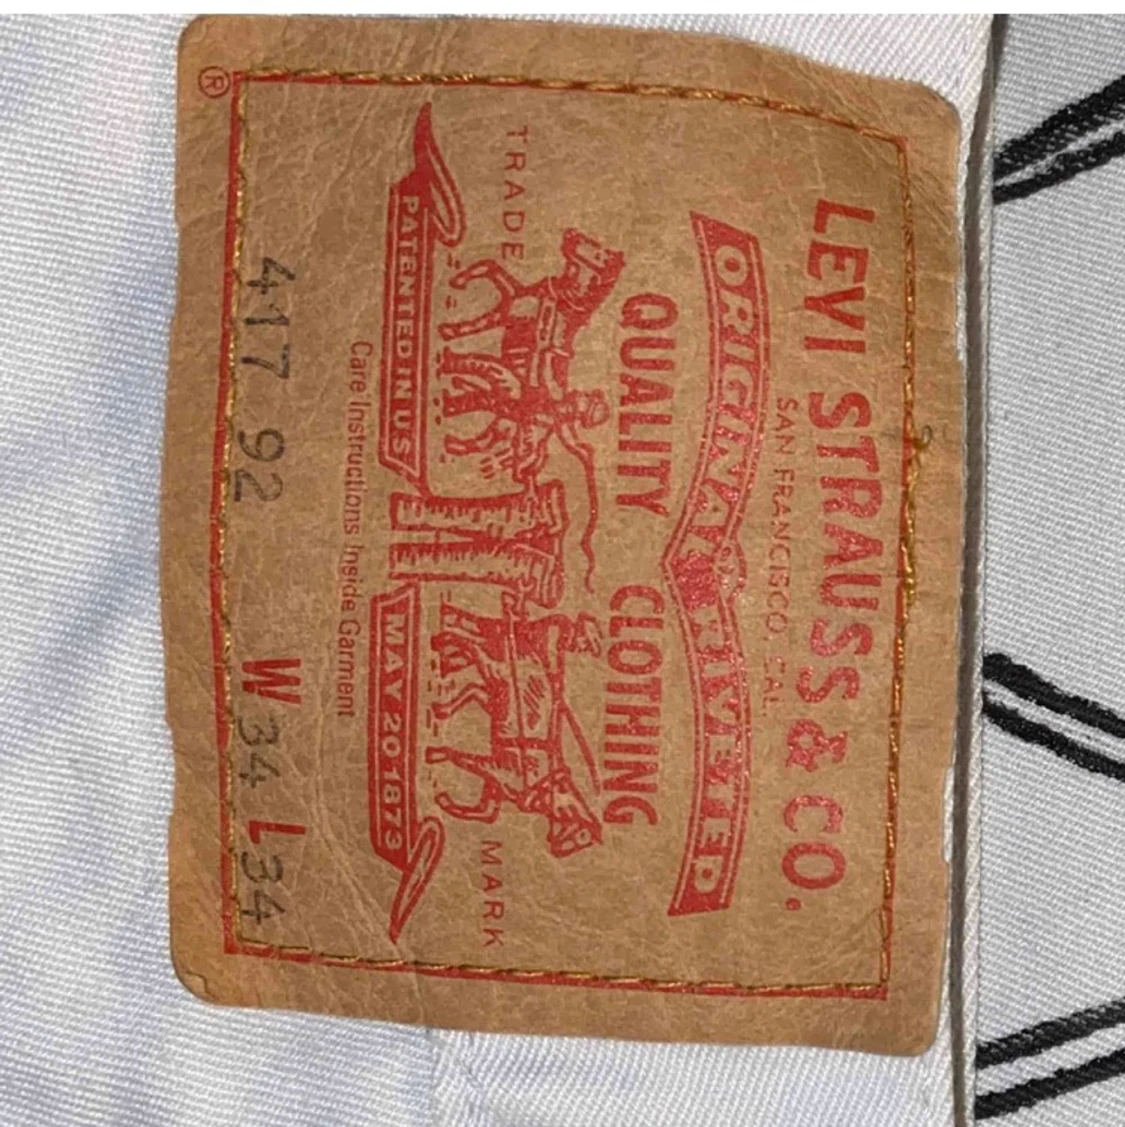 LEVI STRAUSS & CO.
SAN FRANCISCO, CAL.
ORIGINAL RIVETED
QUALITY CLOTHING
TRADE MARK
PATENTED IN US MAY 20 1873
Care Instructions Inside Garment
417 92 W 34 L 34
®